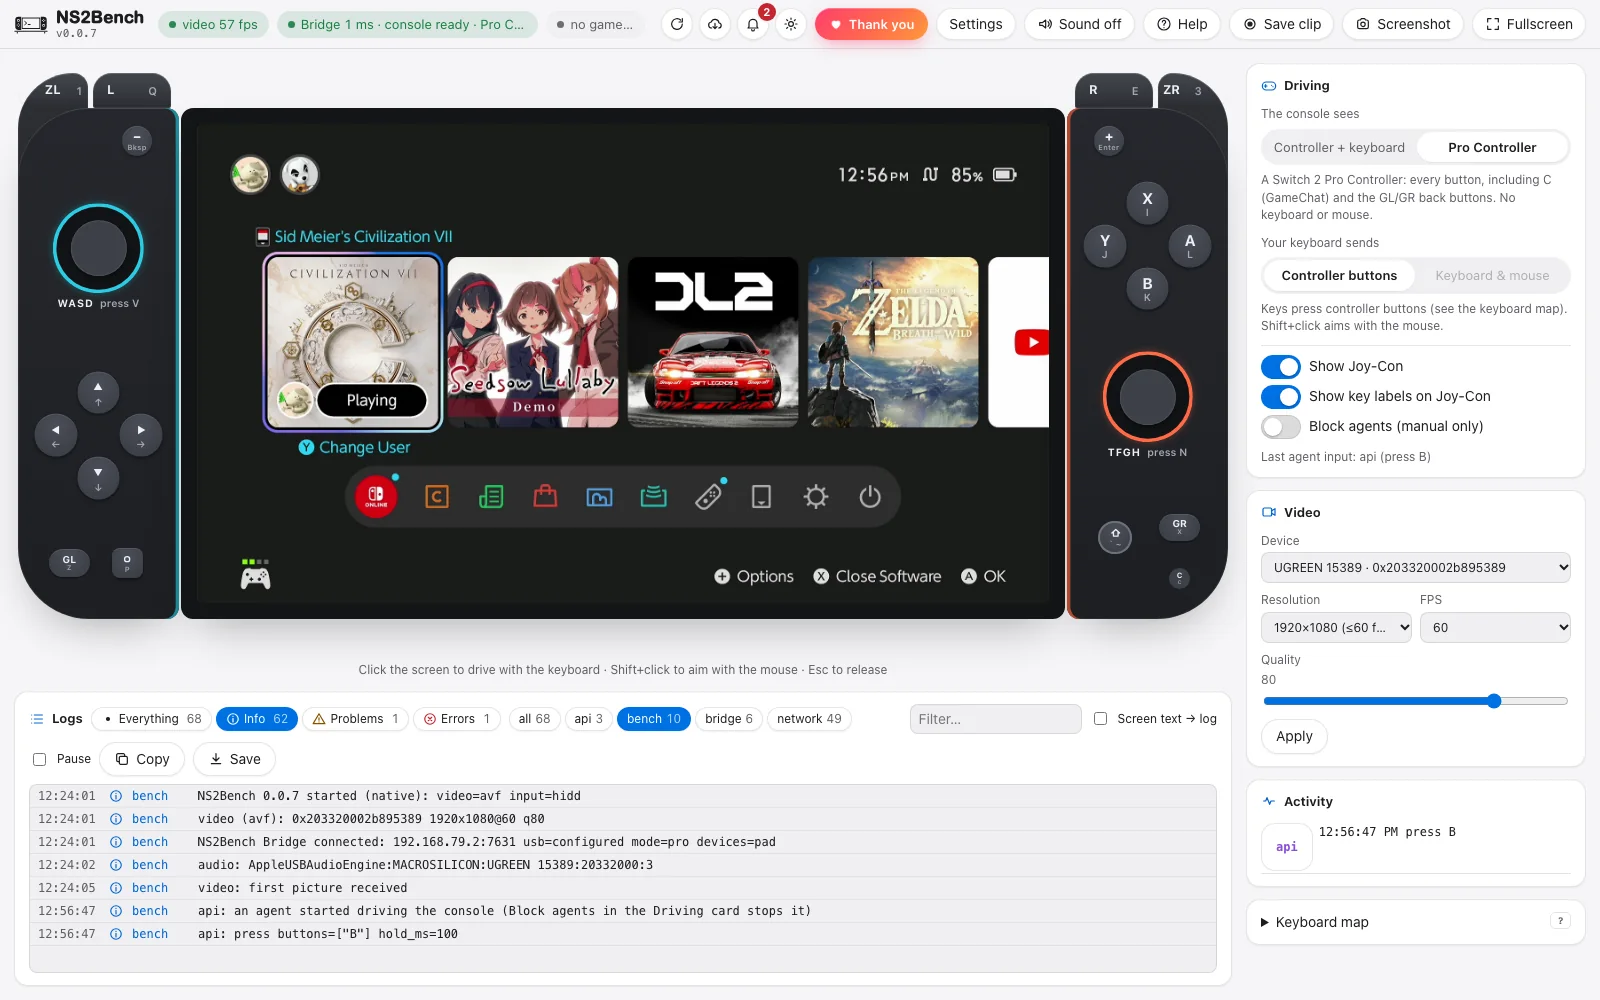 NS2Bench
v0.0.7
video 57 fps
Bridge 1 ms · console ready · Pro C...
no game...
2
Thank you
Settings
Sound off
Help
Save clip
Screenshot
Fullscreen
ZL 1
L Q
R E
ZR 3
−
Bksp
+
Enter
WASD press V
X
I
Y
J
A
L
B
K
TFGH press N
GL
Z
O
P
GR
X
C
C
12:56PM 85%
Sid Meier's Civilization VII
CIVILIZATION VII
Playing
Seedsow Lullaby
Demo
DL2
DRIFT LEGENDS 2
THE LEGEND OF
ZELDA
BREATH OF THE WILD
Y Change User
ONLINE
+ Options
X Close Software
A OK
Click the screen to drive with the keyboard · Shift+click to aim with the mouse · Esc to release
Logs
Everything 68
Info 62
Problems 1
Errors 1
all 68
api 3
bench 10
bridge 6
network 49
Filter...
Screen text → log
Pause
Copy
Save
12:24:01 bench NS2Bench 0.0.7 started (native): video=avf input=hidd
12:24:01 bench video (avf): 0x203320002b895389 1920x1080@60 q80
12:24:01 bench NS2Bench Bridge connected: 192.168.79.2:7631 usb=configured mode=pro devices=pad
12:24:02 bench audio: AppleUSBAudioEngine:MACROSILICON:UGREEN 15389:20332000:3
12:24:05 bench video: first picture received
12:56:47 bench api: an agent started driving the console (Block agents in the Driving card stops it)
12:56:47 bench api: press buttons=["B"] hold_ms=100
Driving
The console sees
Controller + keyboard
Pro Controller
A Switch 2 Pro Controller: every button, including C
(GameChat) and the GL/GR back buttons. No
keyboard or mouse.
Your keyboard sends
Controller buttons
Keyboard & mouse
Keys press controller buttons (see the keyboard map).
Shift+click aims with the mouse.
Show Joy-Con
Show key labels on Joy-Con
Block agents (manual only)
Last agent input: api (press B)
Video
Device
UGREEN 15389 · 0x203320002b895389
Resolution
FPS
1920×1080 (≤60 f...
60
Quality
80
Apply
Activity
api
12:56:47 PM press B
Keyboard map
?